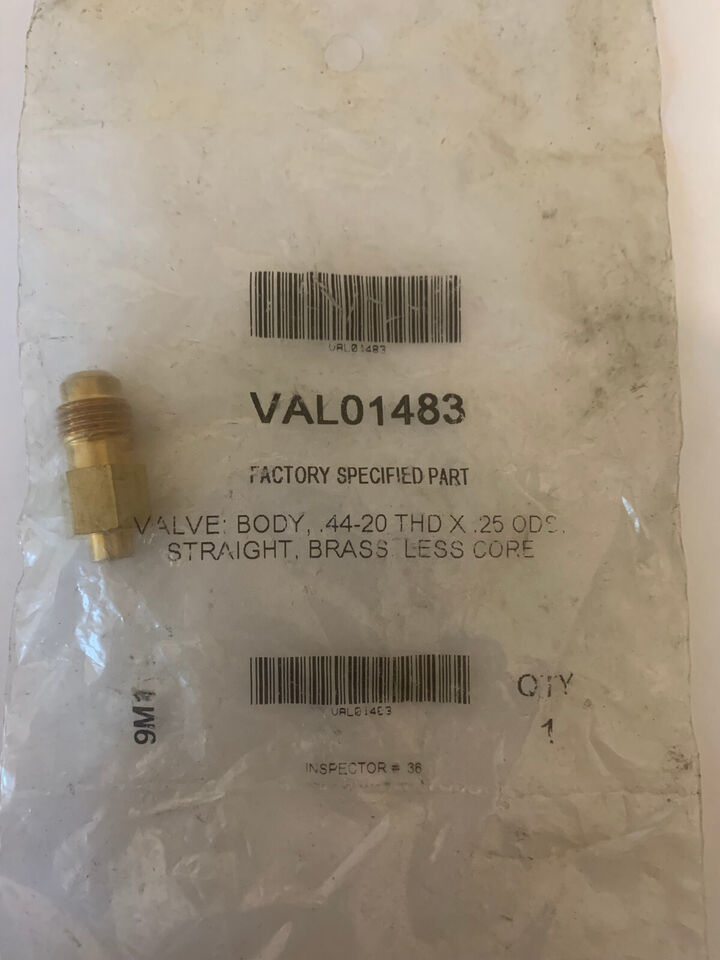 VAL01483
VAL01483
FACTORY SPECIFIED PART
VALVE: BODY, .44-20 THD X .25 ODS,
STRAIGHT, BRASS. LESS CORE
9M1
VAL01483
QTY
1
INSPECTOR # 36